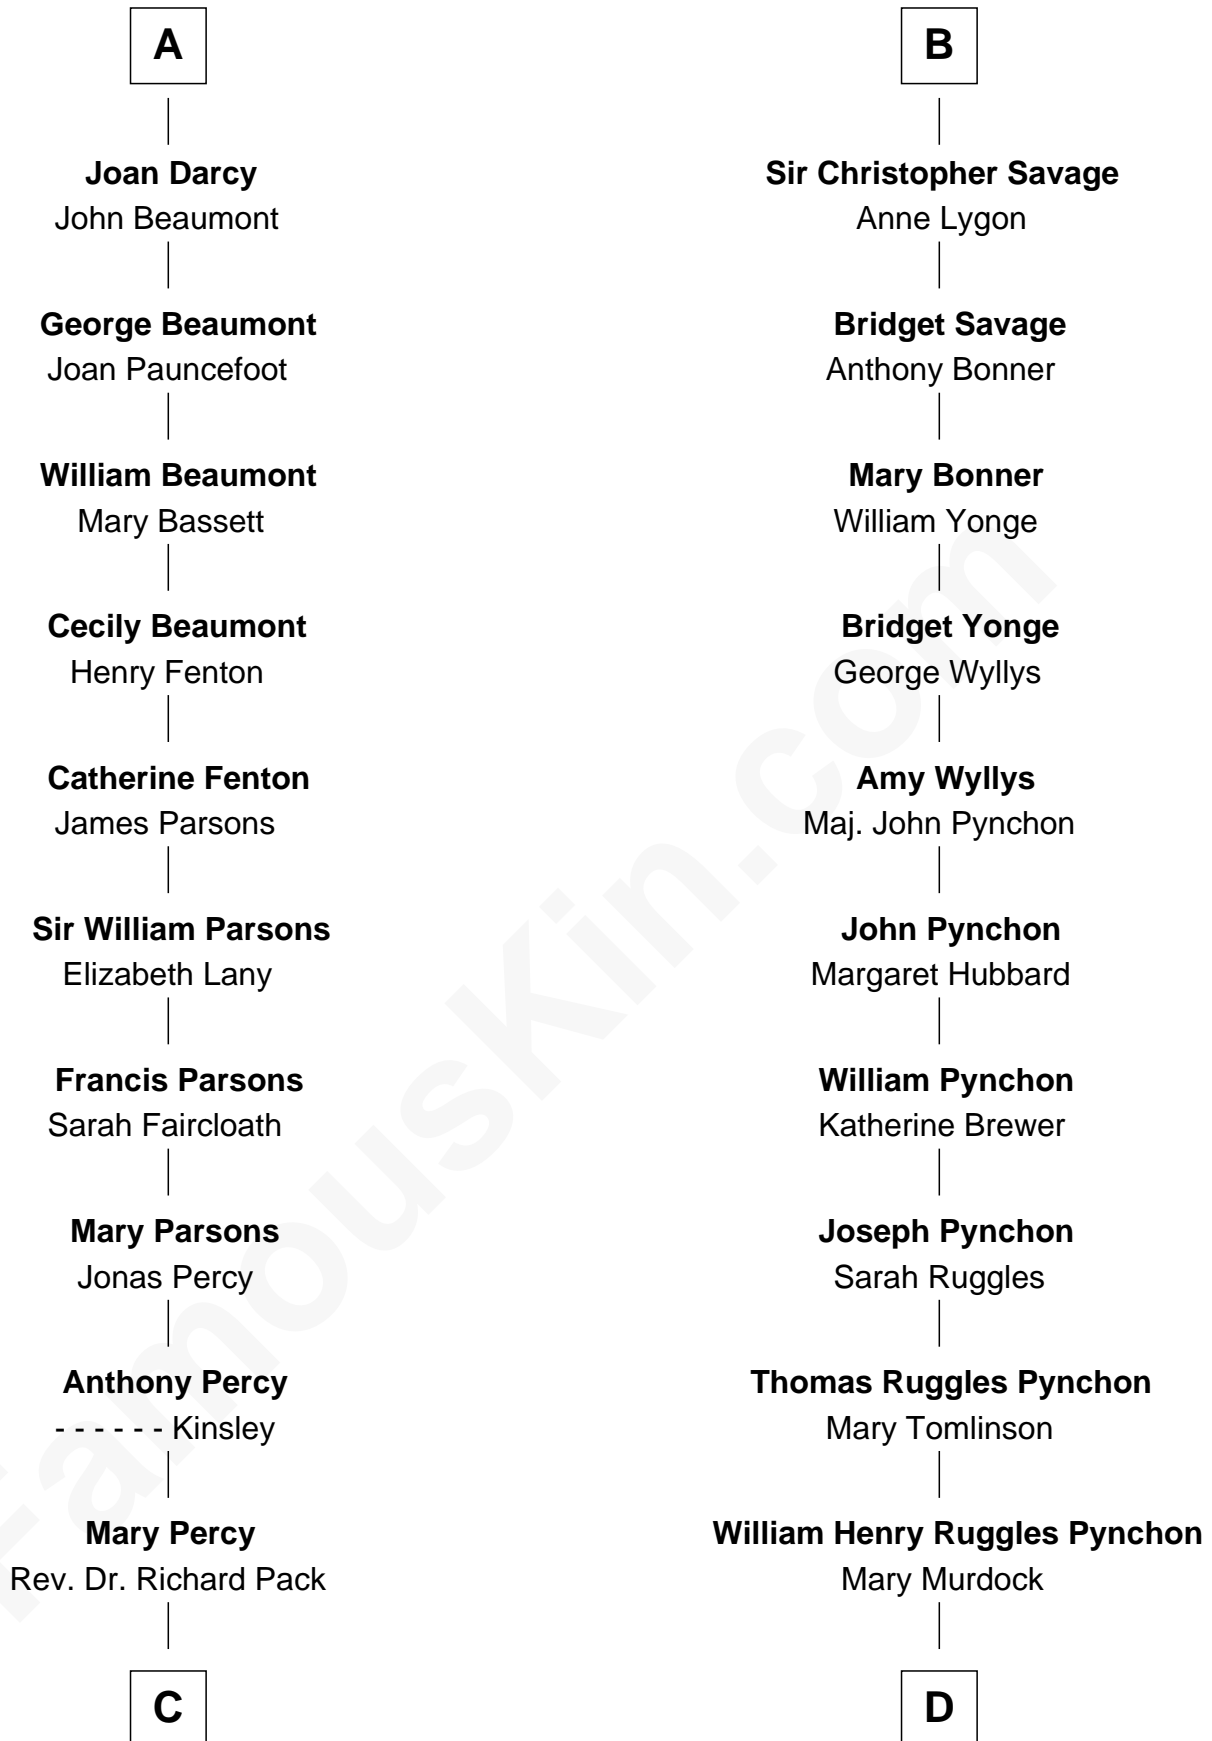 A
Joan Darcy
John Beaumont
George Beaumont
Joan Pauncefoot
William Beaumont
Mary Bassett
Cecily Beaumont
Henry Fenton
Catherine Fenton
James Parsons
Sir William Parsons
Elizabeth Lany
Francis Parsons
Sarah Faircloath
Mary Parsons
Jonas Percy
Anthony Percy
- - - - - - Kinsley
Mary Percy
Rev. Dr. Richard Pack
C
B
Sir Christopher Savage
Anne Lygon
Bridget Savage
Anthony Bonner
Mary Bonner
William Yonge
Bridget Yonge
George Wyllys
Amy Wyllys
Maj. John Pynchon
John Pynchon
Margaret Hubbard
William Pynchon
Katherine Brewer
Joseph Pynchon
Sarah Ruggles
Thomas Ruggles Pynchon
Mary Tomlinson
William Henry Ruggles Pynchon
Mary Murdock
D
FamousKin.com